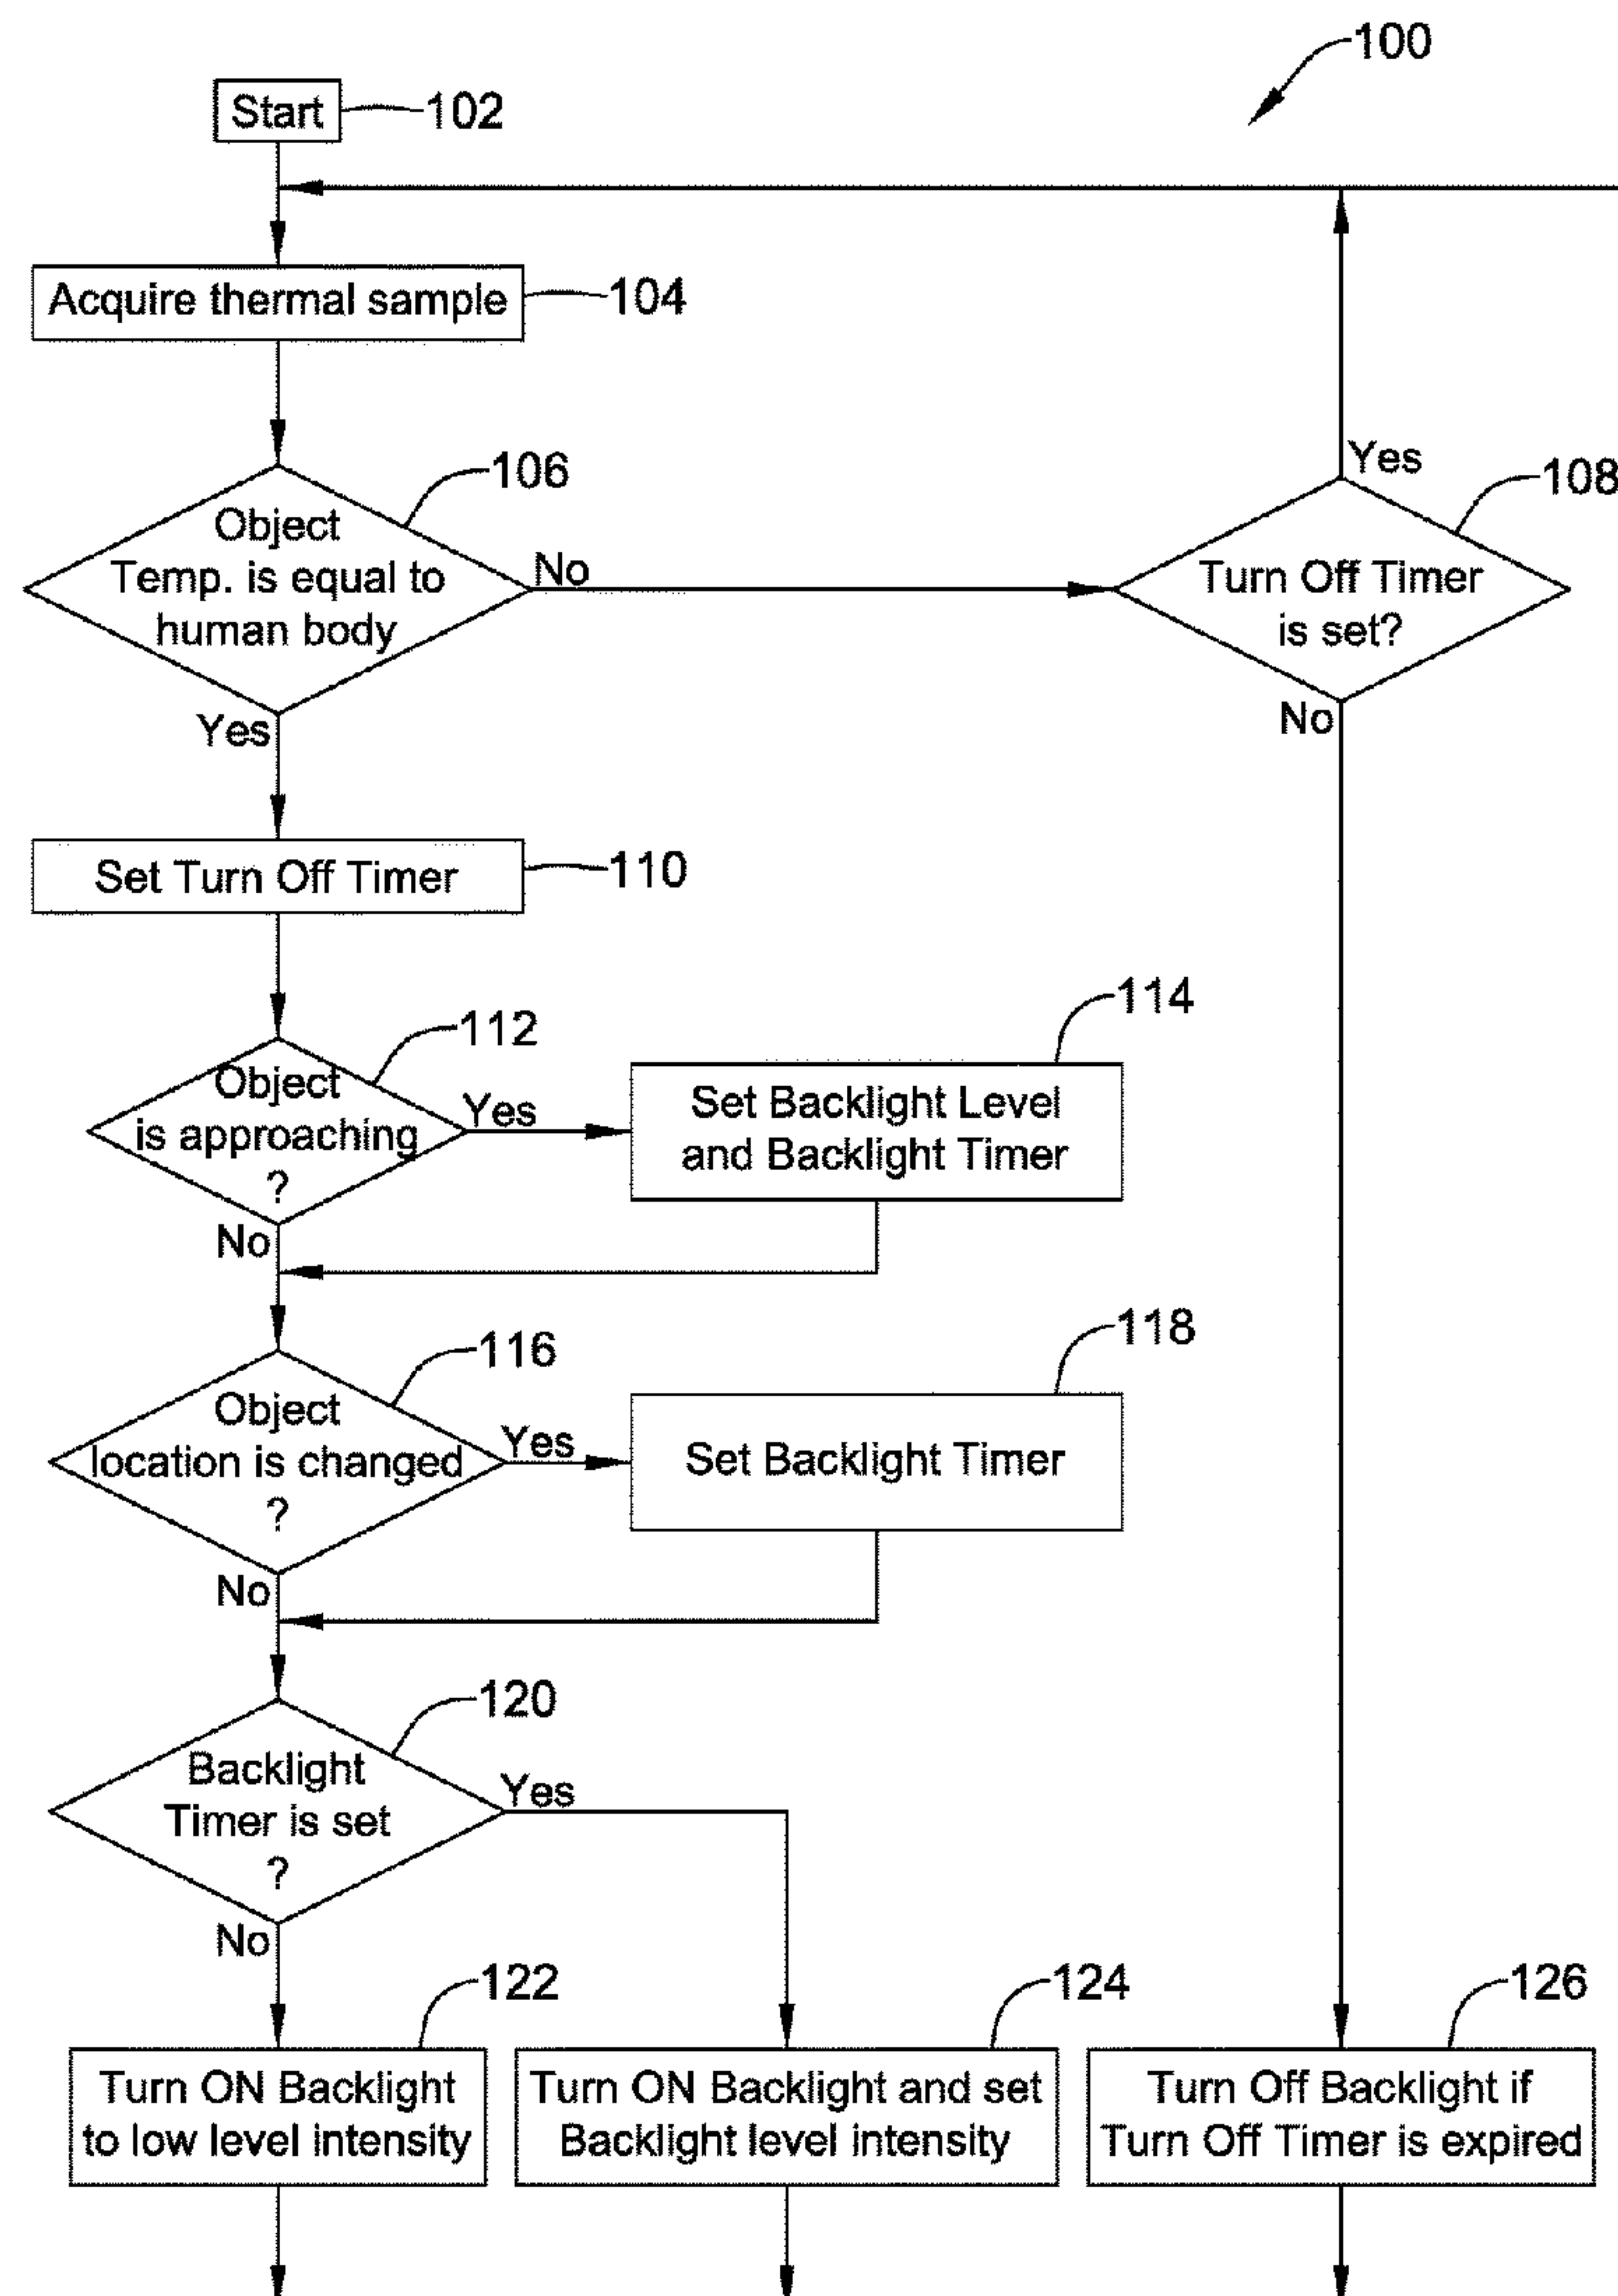 100
Start
102
Acquire thermal sample
104
106
Object
Temp. is equal to
human body
No
Yes
Yes
108
Turn Off Timer
is set?
No
Set Turn Off Timer
110
112
Object
is approaching
?
Yes
No
114
Set Backlight Level
and Backlight Timer
116
Object
location is changed
?
Yes
No
118
Set Backlight Timer
120
Backlight
Timer is set
?
Yes
No
122
Turn ON Backlight
to low level intensity
124
Turn ON Backlight and set
Backlight level intensity
126
Turn Off Backlight if
Turn Off Timer is expired